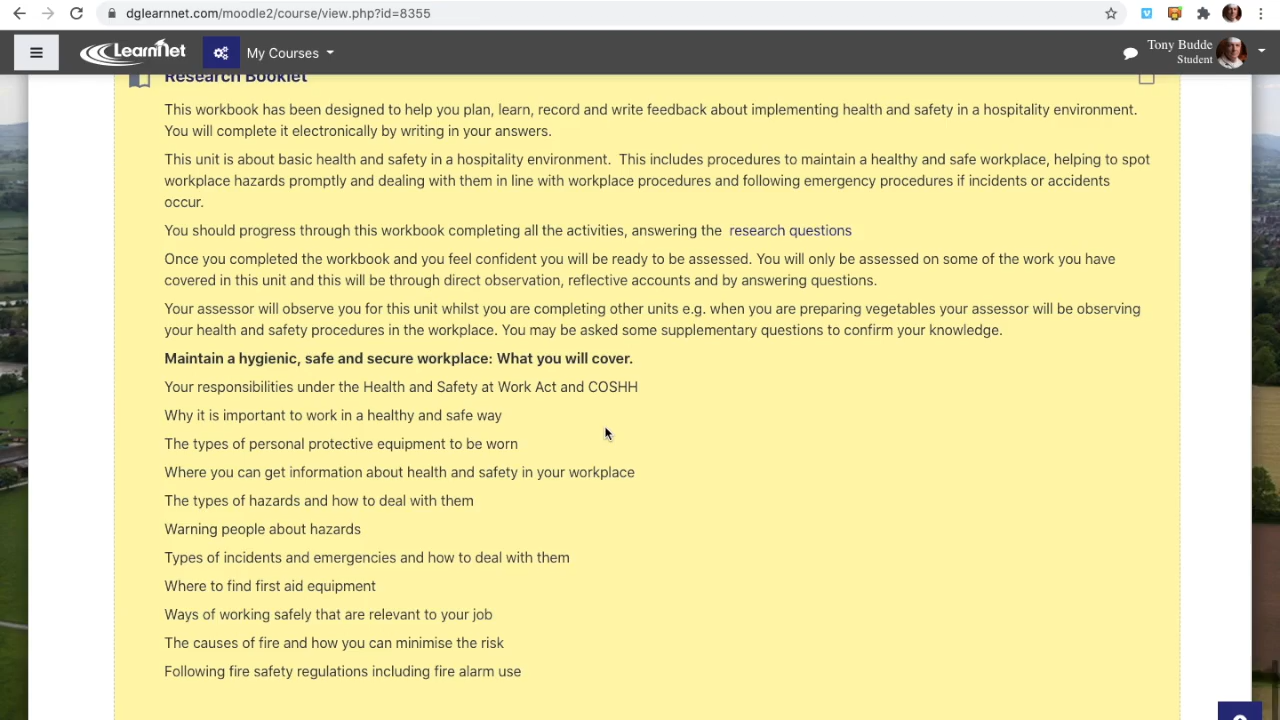 dglearnnet.com/moodle2/course/view.php?id=8355
LearnNet
My Courses
Tony Budde
Student
Research Booklet
This workbook has been designed to help you plan, learn, record and write feedback about implementing health and safety in a hospitality environment.
You will complete it electronically by writing in your answers.
This unit is about basic health and safety in a hospitality environment.  This includes procedures to maintain a healthy and safe workplace, helping to spot
workplace hazards promptly and dealing with them in line with workplace procedures and following emergency procedures if incidents or accidents
occur.
You should progress through this workbook completing all the activities, answering the  research questions
Once you completed the workbook and you feel confident you will be ready to be assessed. You will only be assessed on some of the work you have
covered in this unit and this will be through direct observation, reflective accounts and by answering questions.
Your assessor will observe you for this unit whilst you are completing other units e.g. when you are preparing vegetables your assessor will be observing
your health and safety procedures in the workplace. You may be asked some supplementary questions to confirm your knowledge.
Maintain a hygienic, safe and secure workplace: What you will cover.
Your responsibilities under the Health and Safety at Work Act and COSHH
Why it is important to work in a healthy and safe way
The types of personal protective equipment to be worn
Where you can get information about health and safety in your workplace
The types of hazards and how to deal with them
Warning people about hazards
Types of incidents and emergencies and how to deal with them
Where to find first aid equipment
Ways of working safely that are relevant to your job
The causes of fire and how you can minimise the risk
Following fire safety regulations including fire alarm use